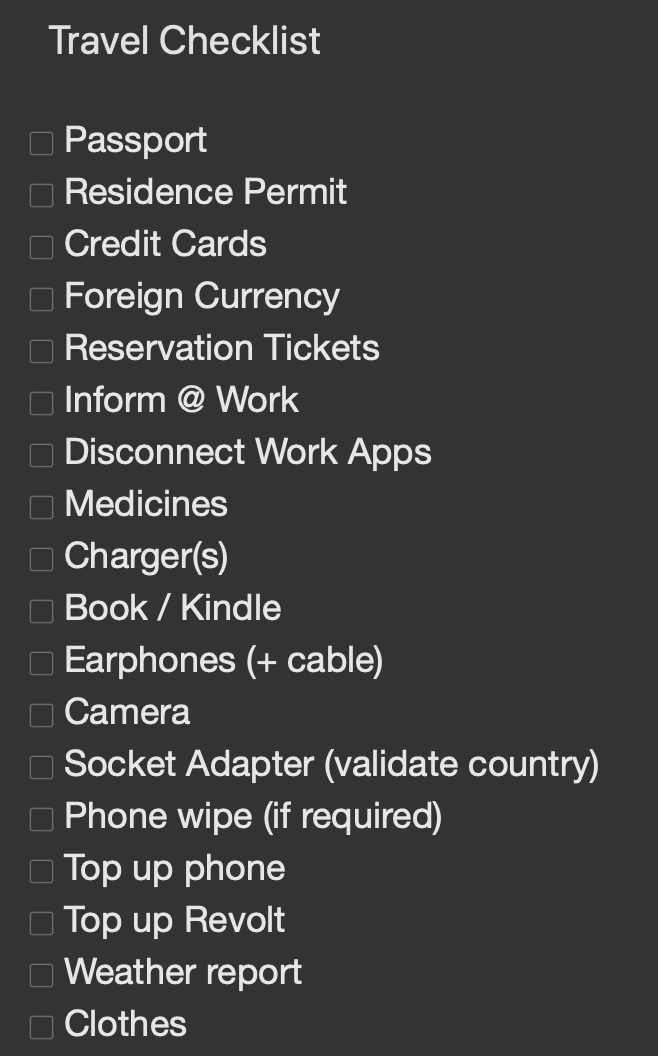 Travel Checklist
Passport
Residence Permit
Credit Cards
Foreign Currency
Reservation Tickets
Inform @ Work
Disconnect Work Apps
Medicines
Charger(s)
Book / Kindle
Earphones (+ cable)
Camera
Socket Adapter (validate country)
Phone wipe (if required)
Top up phone
Top up Revolt
Weather report
Clothes